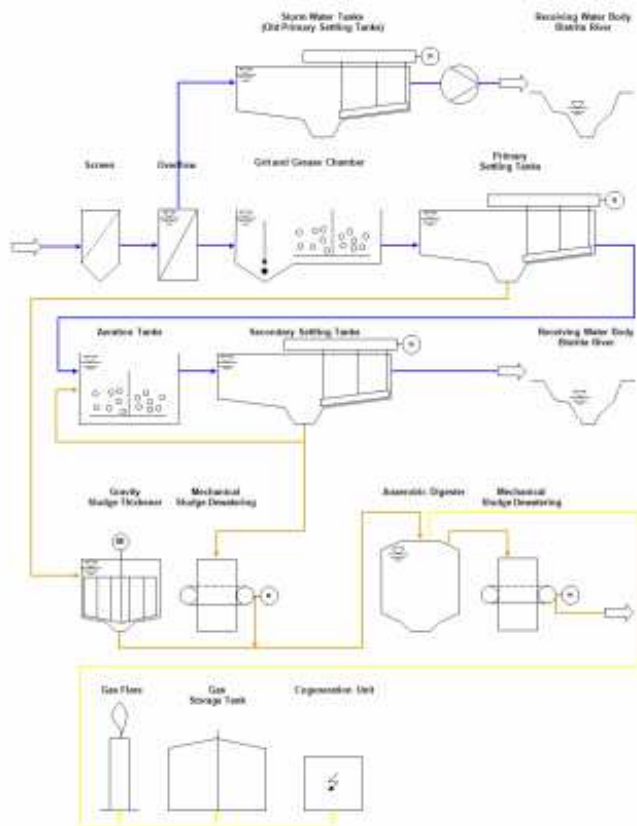 Storm Water Tanks
(Old Primary Settling Tanks)
Receiving Water Body
Bistrita River
Screen
Overflow
Grit and Grease Chamber
Primary
Settling Tanks
Aeration Tanks
Secondary Settling Tanks
Receiving Water Body
Bistrita River
Gravity
Sludge Thickener
Mechanical
Sludge Dewatering
Anaerobic Digester
Mechanical
Sludge Dewatering
Gas Flare
Gas
Storage Tank
Cogeneration Unit